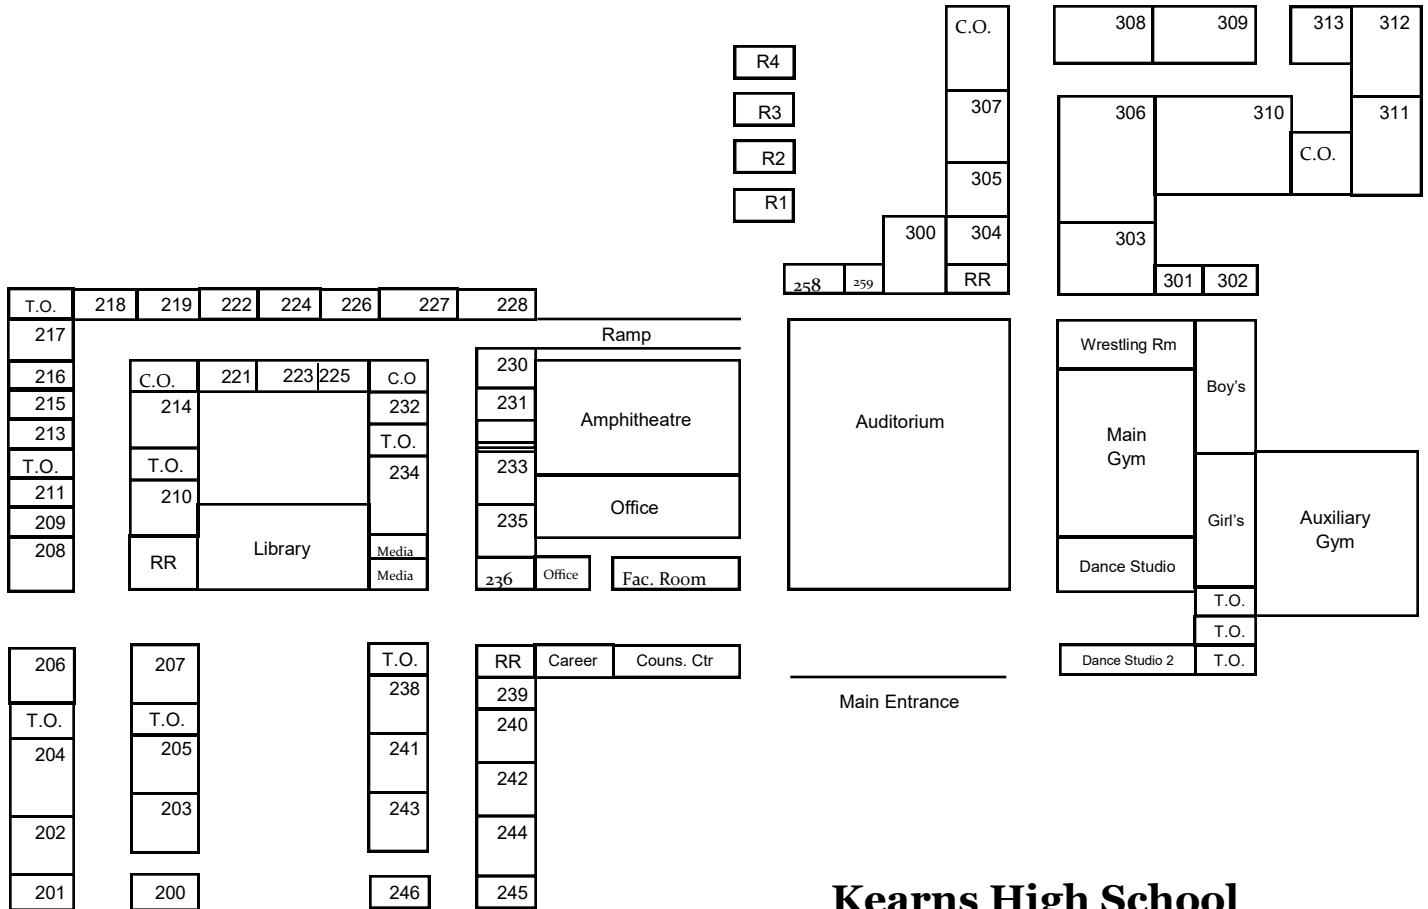 C.O.
308
309
313
312
R4
307
R3
306
310
311
R2
C.O.
305
R1
300
304
303
258
259
RR
301
302
T.O.
218
219
222
224
226
227
228
217
Ramp
Wrestling Rm
216
C.O.
221
223
225
C.O
230
Boy's
215
214
232
231
Amphitheatre
Auditorium
213
T.O.
Main
Gym
T.O.
T.O.
234
233
211
210
Office
209
235
Girl's
Auxiliary
Gym
208
RR
Library
Media
Media
236
Office
Fac. Room
Dance Studio
T.O.
T.O.
206
207
T.O.
RR
Career
Couns. Ctr
Dance Studio 2
T.O.
238
239
Main Entrance
T.O.
T.O.
240
204
205
241
242
203
243
202
244
201
200
246
245
Kearns High School